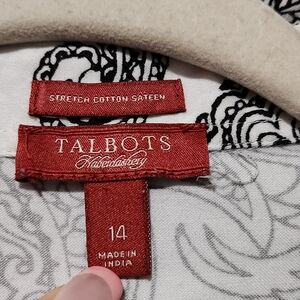 STRETCH COTTON SATEEN
TALBOTS
Haberdashery
14
MADE IN
INDIA